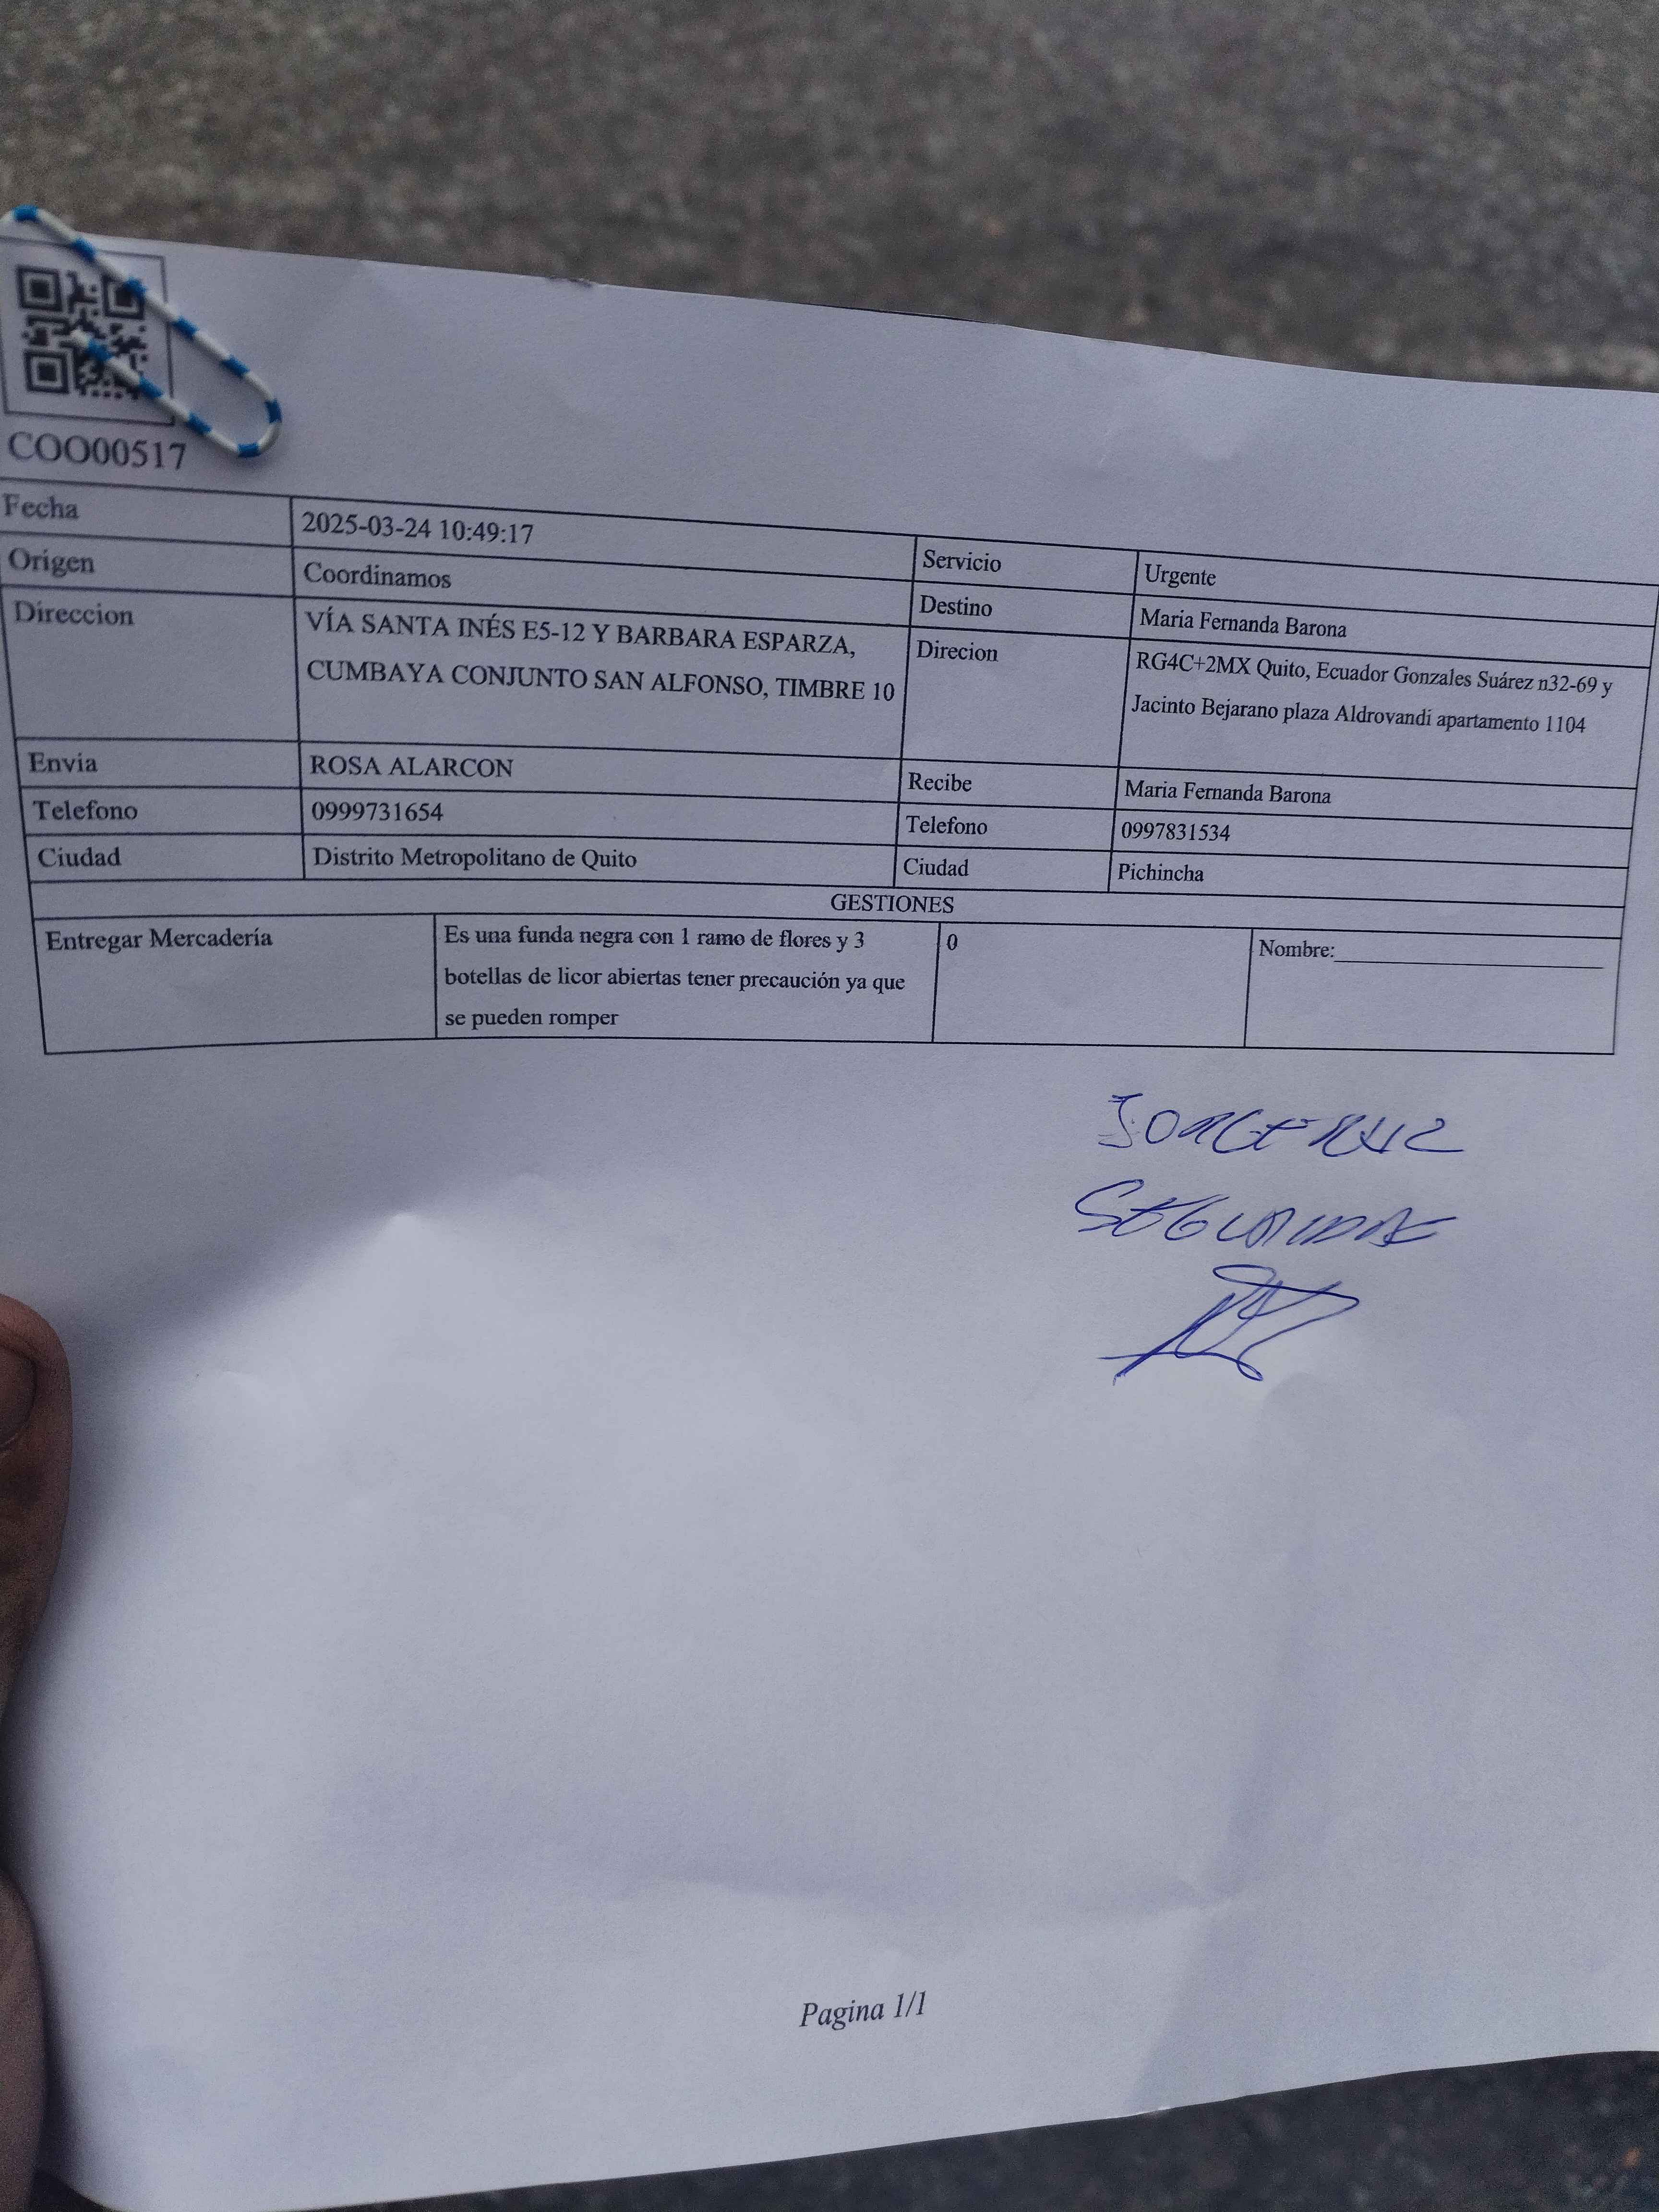 COO00517
Fecha 2025-03-24 10:49:17 Servicio Urgente
Origen Coordinamos Destino Maria Fernanda Barona
Direccion VÍA SANTA INÉS E5-12 Y BARBARA ESPARZA, Direcion RG4C+2MX Quito, Ecuador Gonzales Suárez n32-69 y
CUMBAYA CONJUNTO SAN ALFONSO, TIMBRE 10 Jacinto Bejarano plaza Aldrovandi apartamento 1104
Envia ROSA ALARCON Recibe Maria Fernanda Barona
Telefono 0999731654 Telefono 0997831534
Ciudad Distrito Metropolitano de Quito Ciudad Pichincha
GESTIONES
Entregar Mercadería Es una funda negra con 1 ramo de flores y 3 0 Nombre:
botellas de licor abiertas tener precaución ya que
se pueden romper
JORGE RUIZ
Pagina 1/1